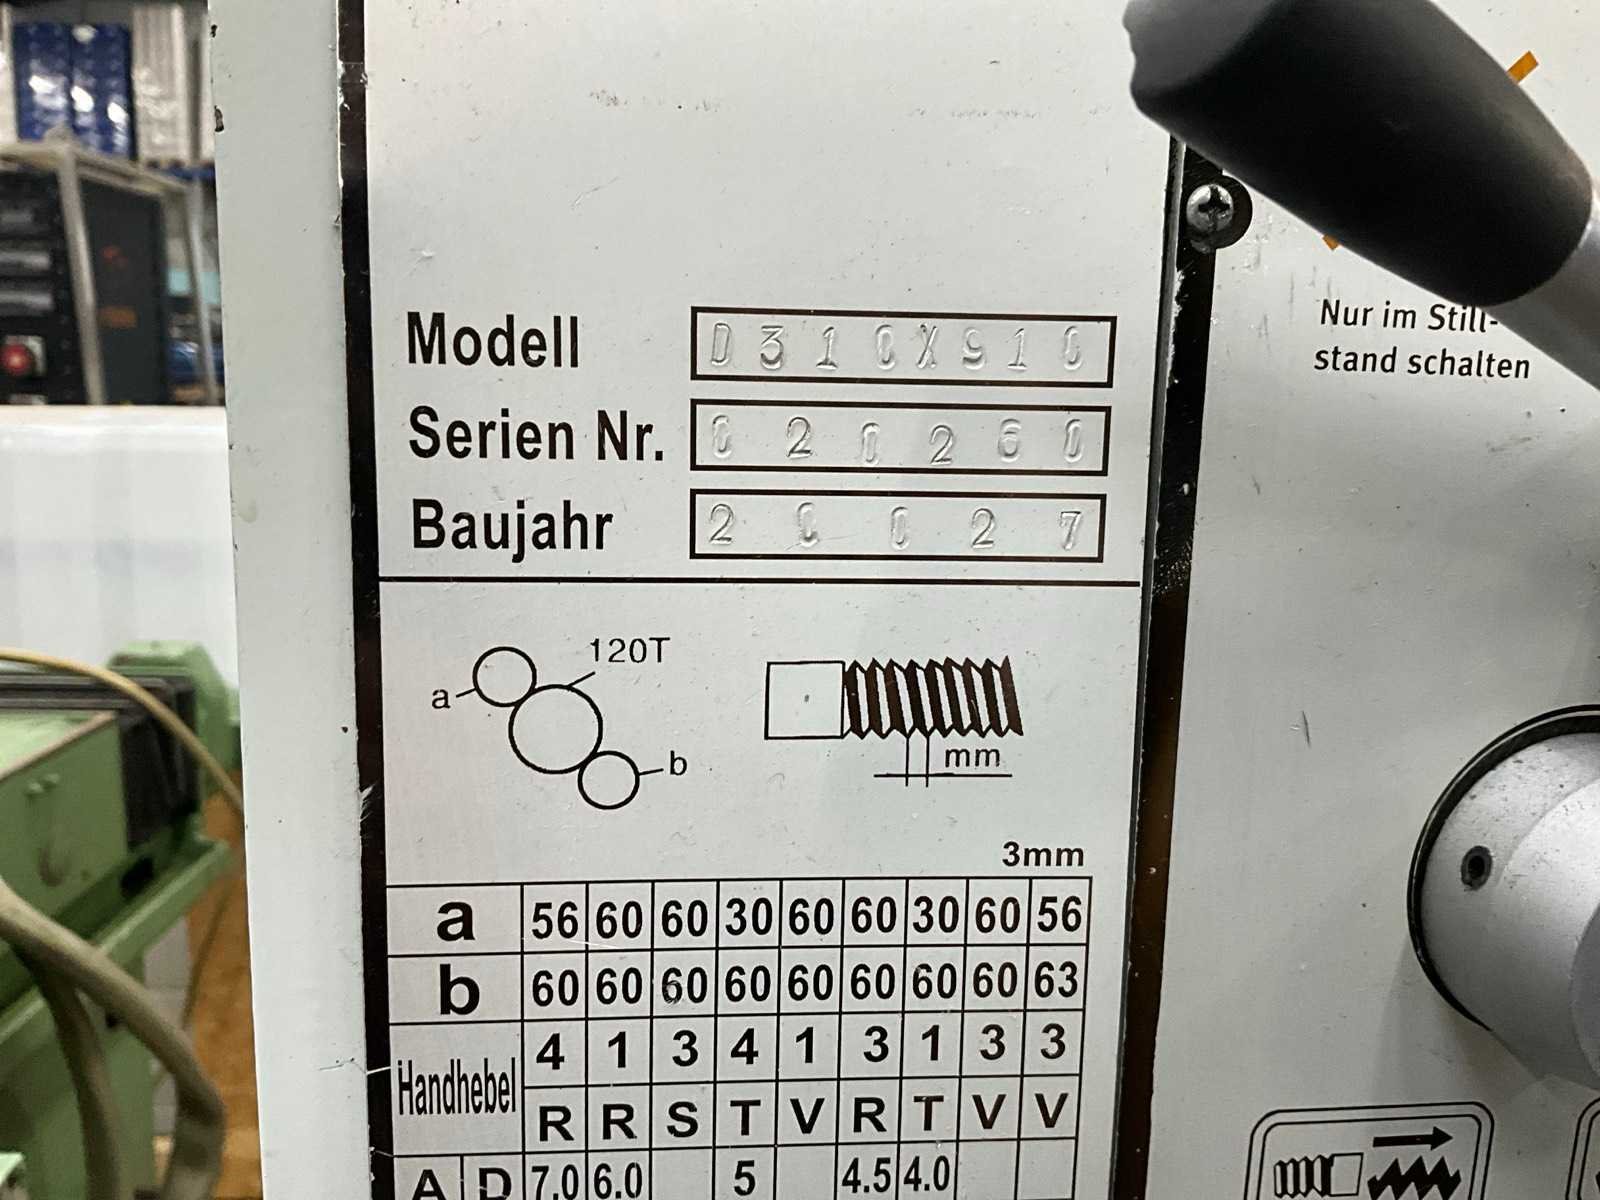 Modell D310X910
Serien Nr. 020260
Baujahr 20027
Nur im Still-
stand schalten
120T
a
b
mm
3mm
a 56 60 60 30 60 60 30 60 56
b 60 60 60 60 60 60 60 60 63
Handhebel 4 1 3 4 1 3 1 3 3
R R S T V R T V V
A D 7.0 6.0 5 4.5 4.0